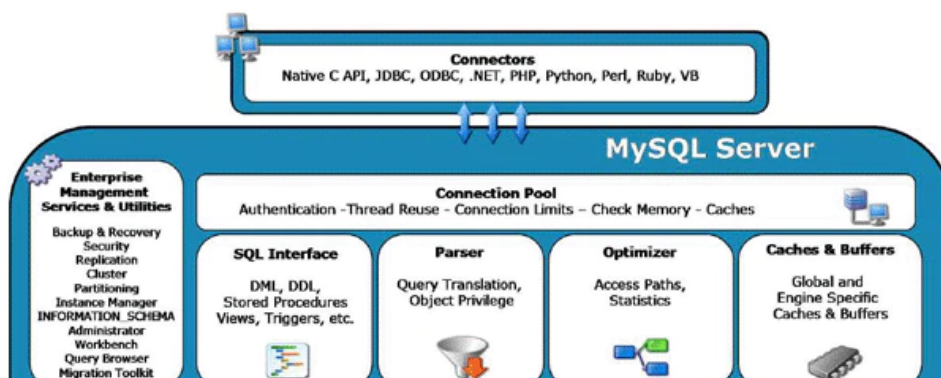 Connectors
Native C API, JDBC, ODBC, .NET, PHP, Python, Perl, Ruby, VB
MySQL Server
Enterprise
Management
Services & Utilities
Backup & Recovery
Security
Replication
Cluster
Partitioning
Instance Manager
INFORMATION_SCHEMA
Administrator
Workbench
Query Browser
Migration Toolkit
Connection Pool
Authentication -Thread Reuse - Connection Limits – Check Memory - Caches
SQL Interface
DML, DDL,
Stored Procedures
Views, Triggers, etc.
Parser
Query Translation,
Object Privilege
Optimizer
Access Paths,
Statistics
Caches & Buffers
Global and
Engine Specific
Caches & Buffers